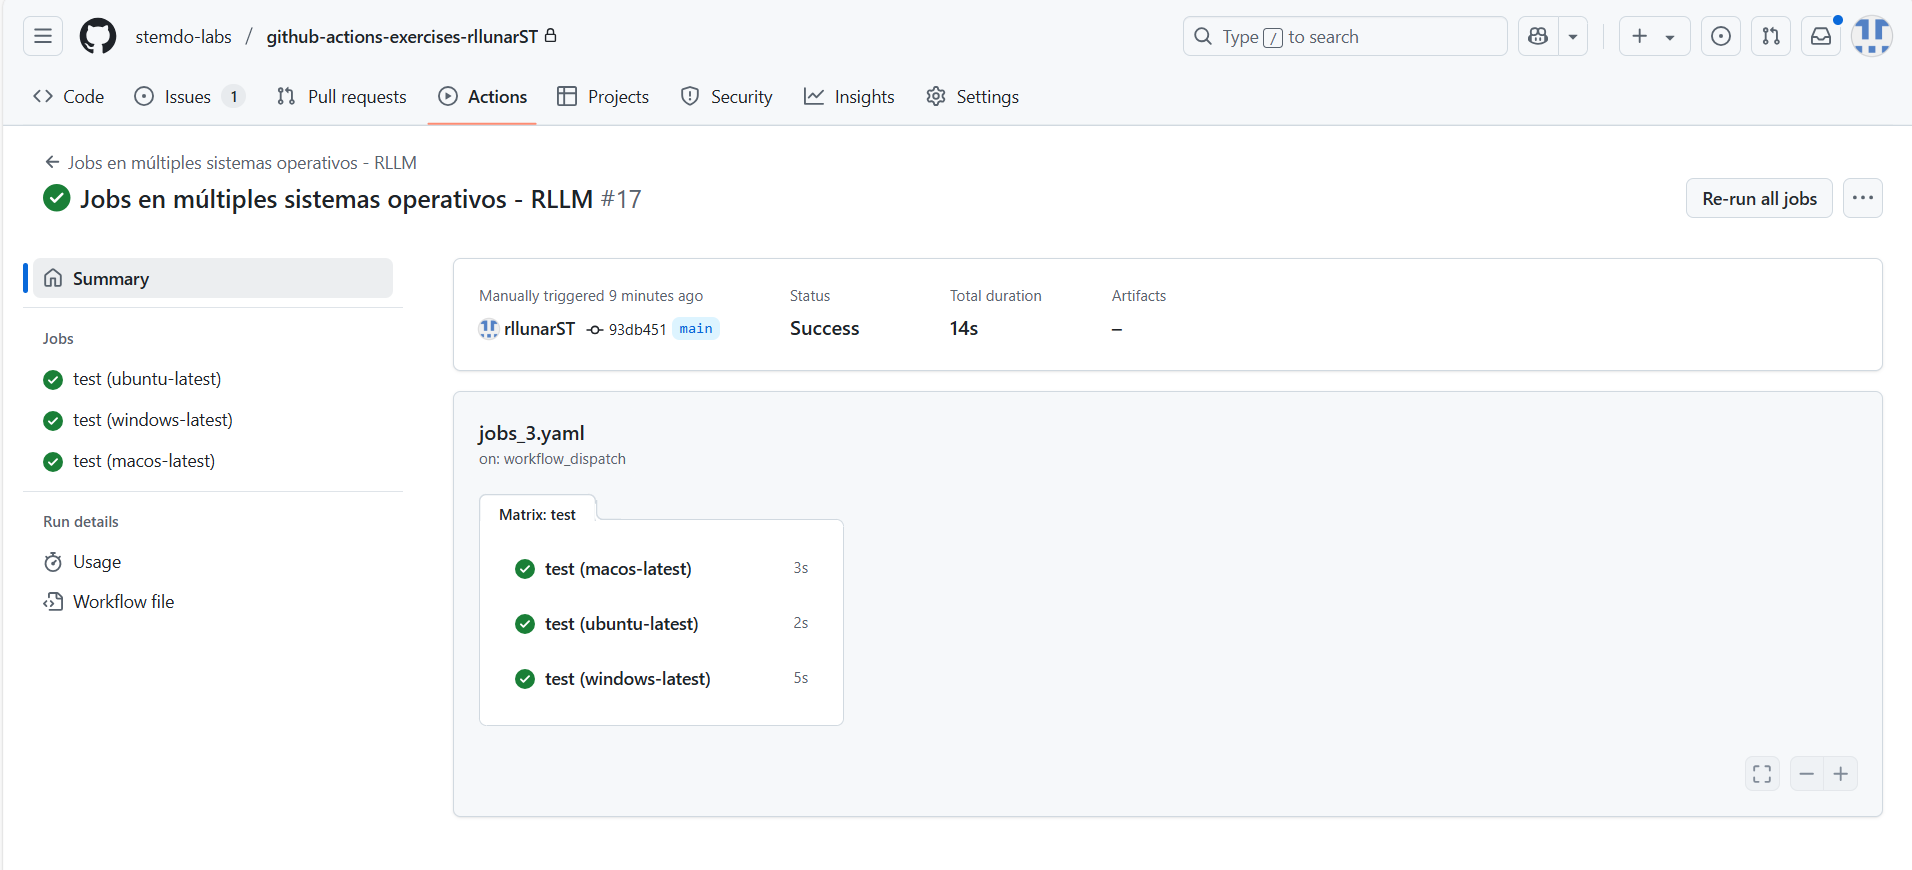 stemdo-labs / github-actions-exercises-rllunarST
Type / to search
Code
Issues 1
Pull requests
Actions
Projects
Security
Insights
Settings
Jobs en múltiples sistemas operativos - RLLM
Jobs en múltiples sistemas operativos - RLLM #17
Re-run all jobs
Summary
Jobs
test (ubuntu-latest)
test (windows-latest)
test (macos-latest)
Run details
Usage
Workflow file
Manually triggered 9 minutes ago
rllunarST 93db451 main
Status
Success
Total duration
14s
Artifacts
–
jobs_3.yaml
on: workflow_dispatch
Matrix: test
test (macos-latest) 3s
test (ubuntu-latest) 2s
test (windows-latest) 5s